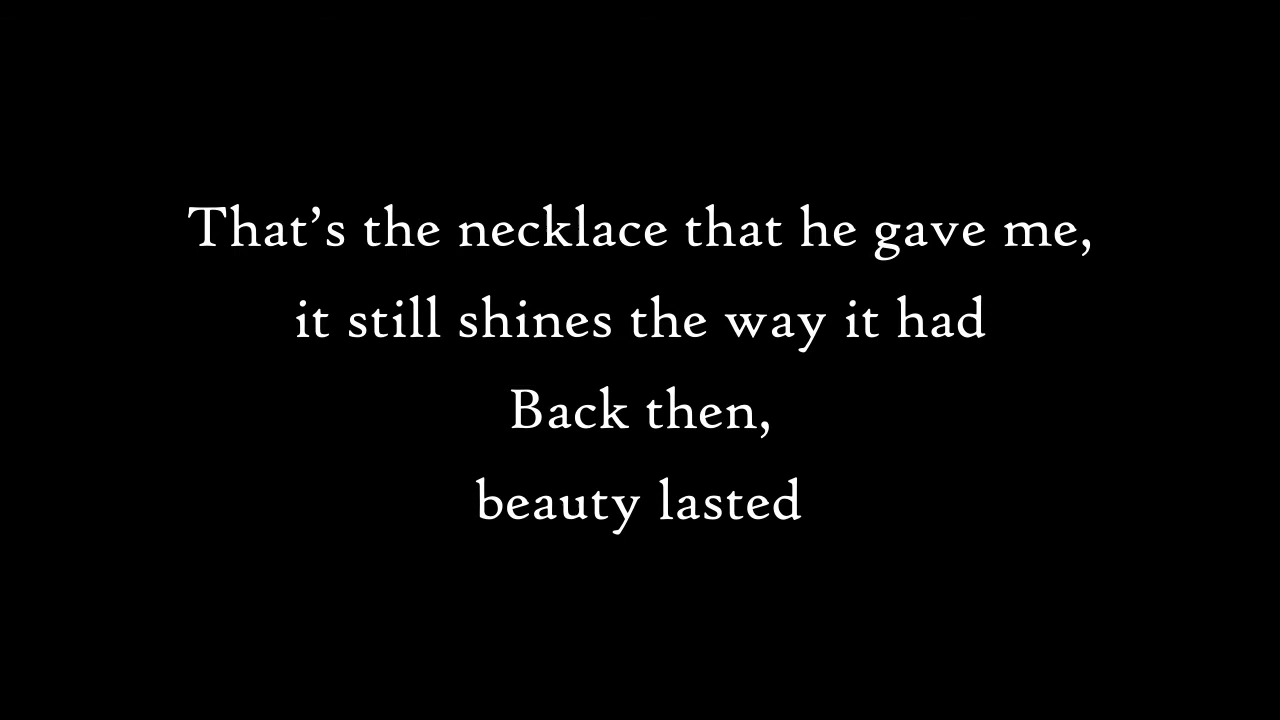 That’s the necklace that he gave me,
it still shines the way it had
Back then,
beauty lasted